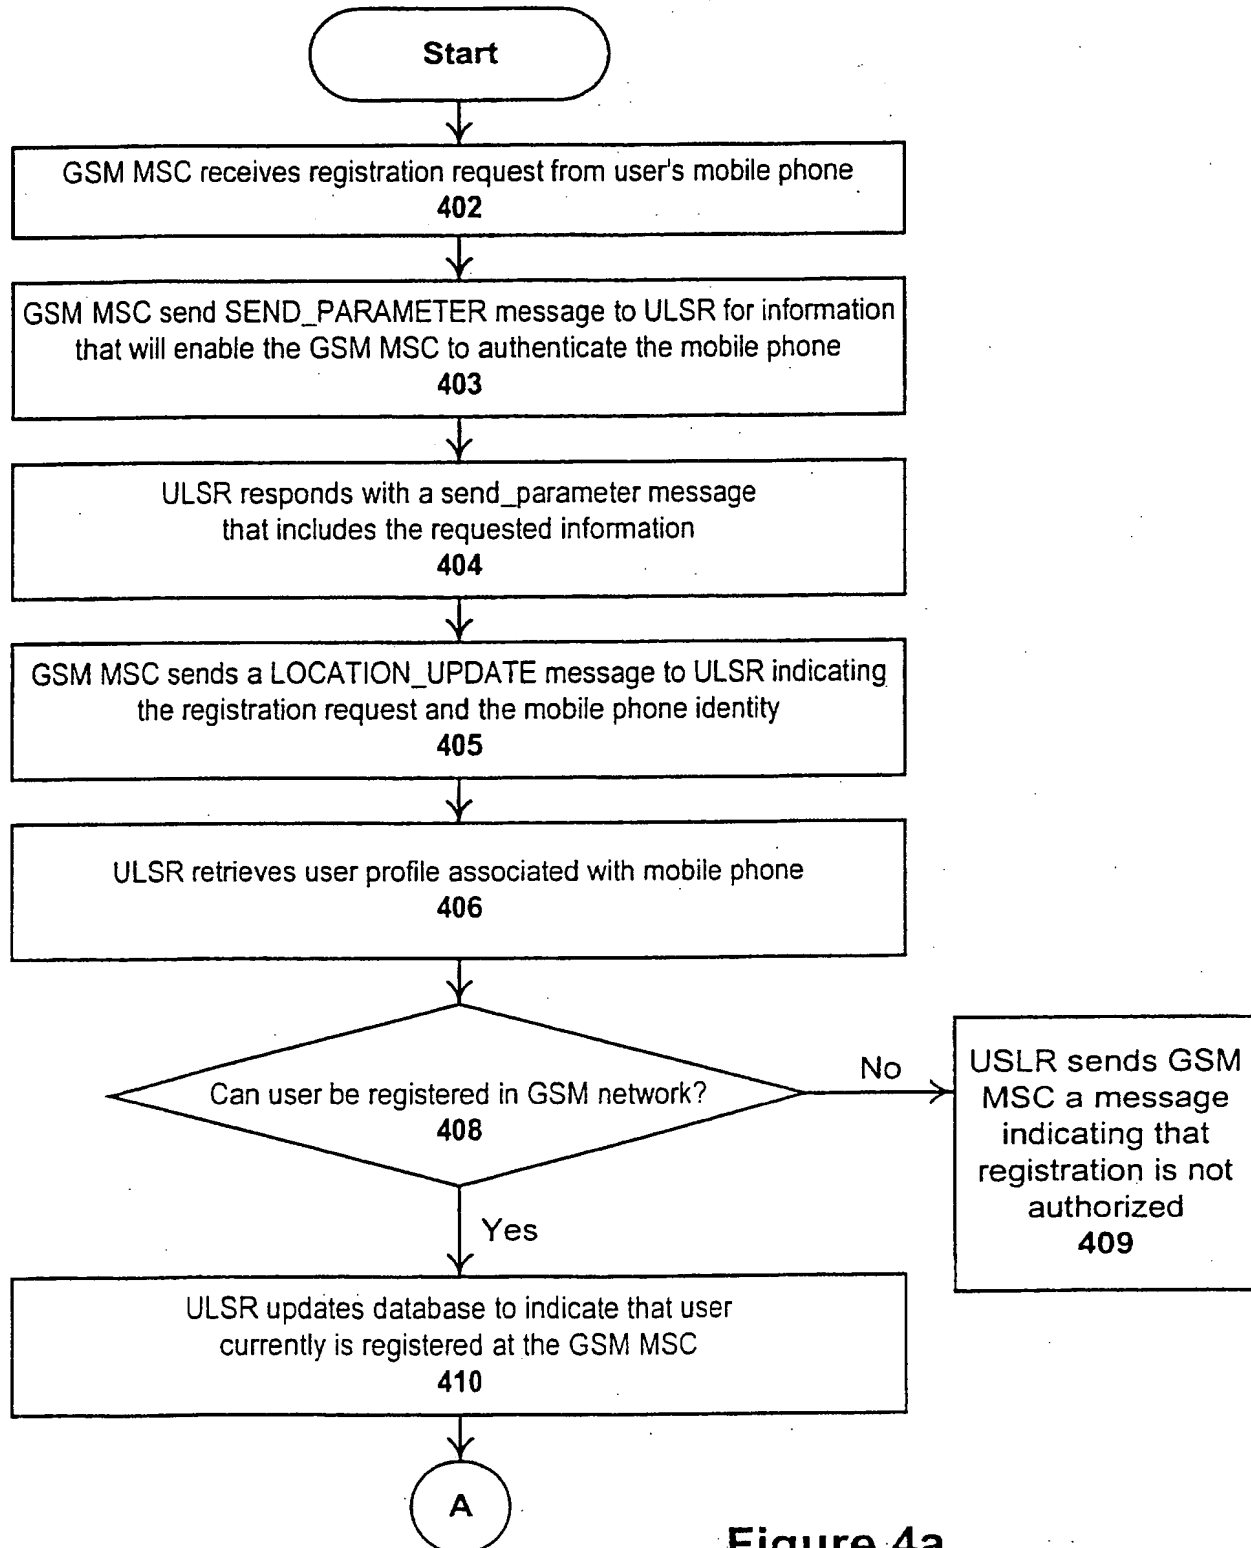 Start
GSM MSC receives registration request from user's mobile phone
402
GSM MSC send SEND_PARAMETER message to ULSR for information
that will enable the GSM MSC to authenticate the mobile phone
403
ULSR responds with a send_parameter message
that includes the requested information
404
GSM MSC sends a LOCATION_UPDATE message to ULSR indicating
the registration request and the mobile phone identity
405
ULSR retrieves user profile associated with mobile phone
406
Can user be registered in GSM network?
408
No
USLR sends GSM
MSC a message
indicating that
registration is not
authorized
409
Yes
ULSR updates database to indicate that user
currently is registered at the GSM MSC
410
A
Figure 4a